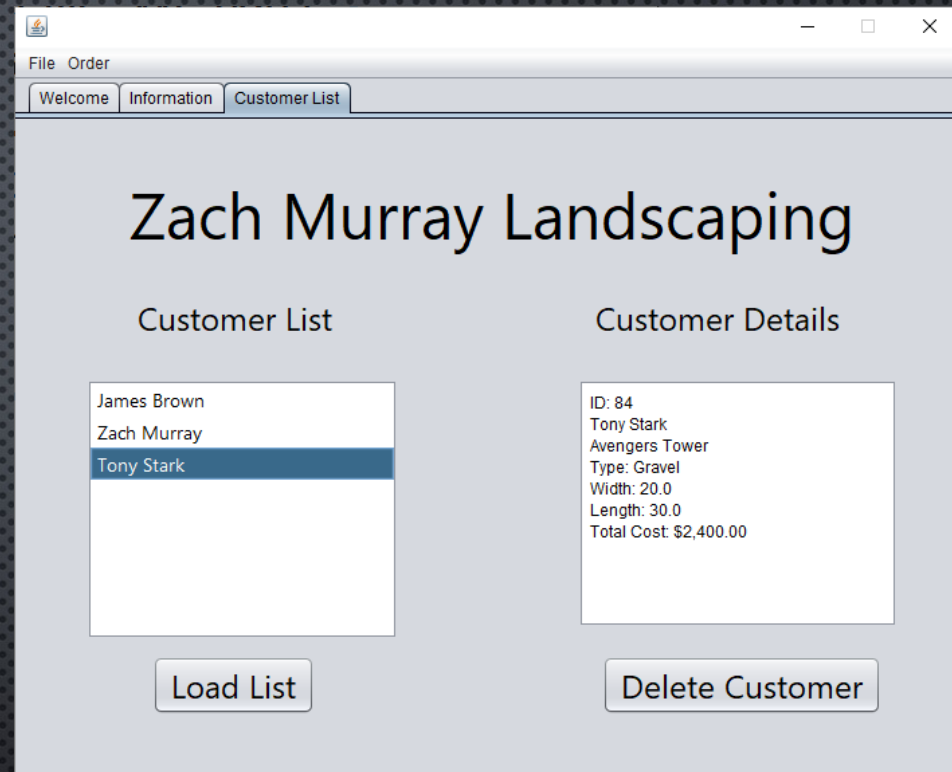 File Order
Welcome Information Customer List
Zach Murray Landscaping
Customer List
James Brown
Zach Murray
Tony Stark
Load List
Customer Details
ID: 84
Tony Stark
Avengers Tower
Type: Gravel
Width: 20.0
Length: 30.0
Total Cost: $2,400.00
Delete Customer